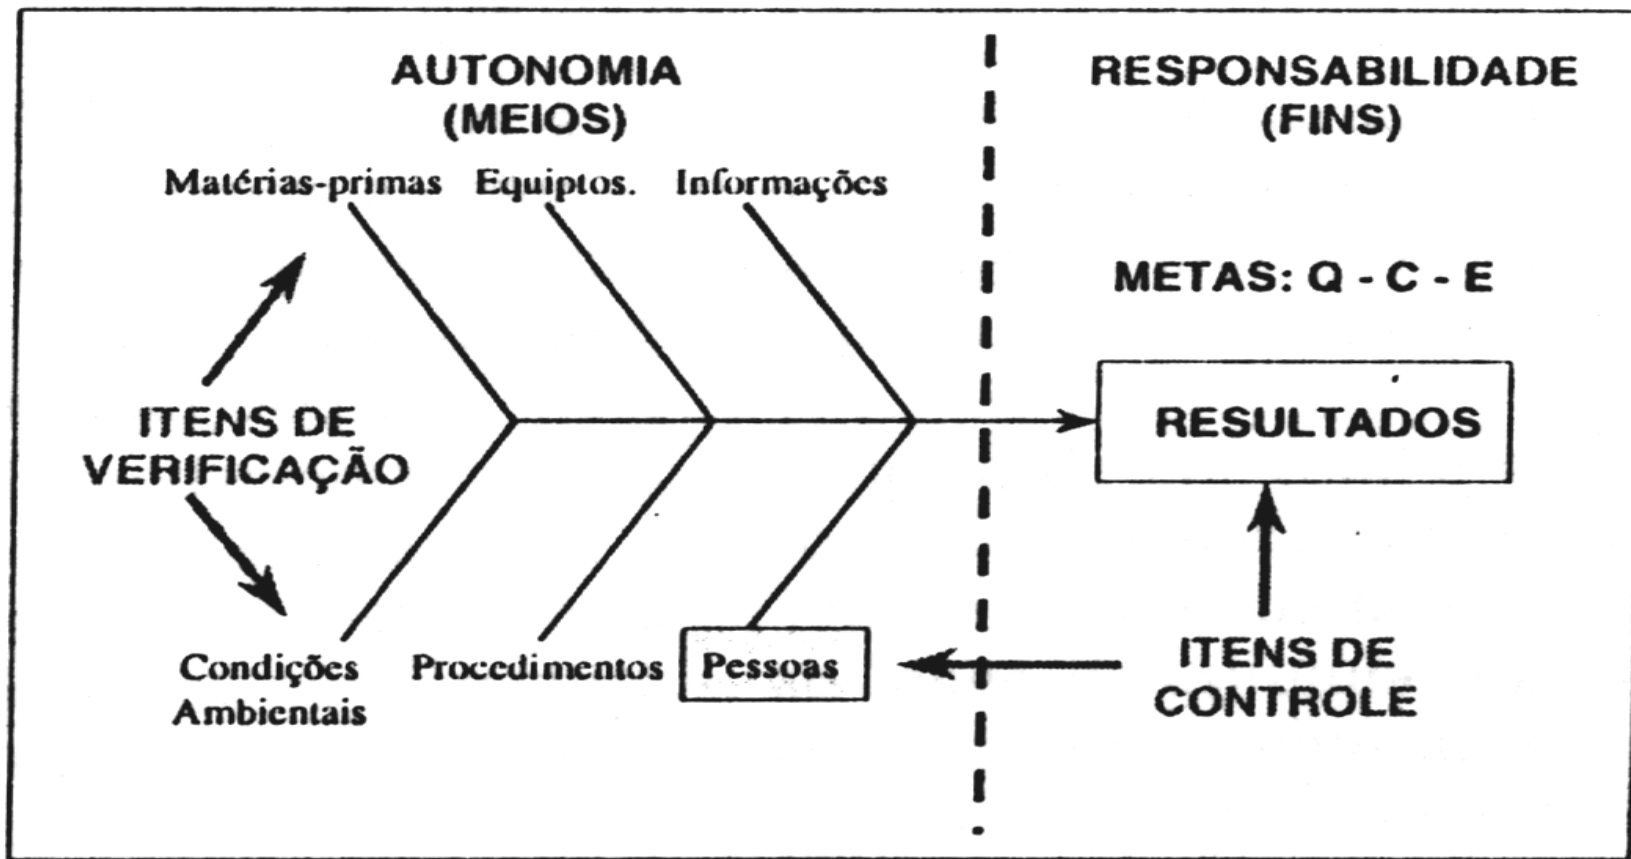 AUTONOMIA
(MEIOS)
RESPONSABILIDADE
(FINS)
Matérias-primas Equiptos. Informações
METAS: Q - C - E
ITENS DE
VERIFICAÇÃO
RESULTADOS
Condições
Ambientais
Procedimentos
Pessoas
ITENS DE
CONTROLE